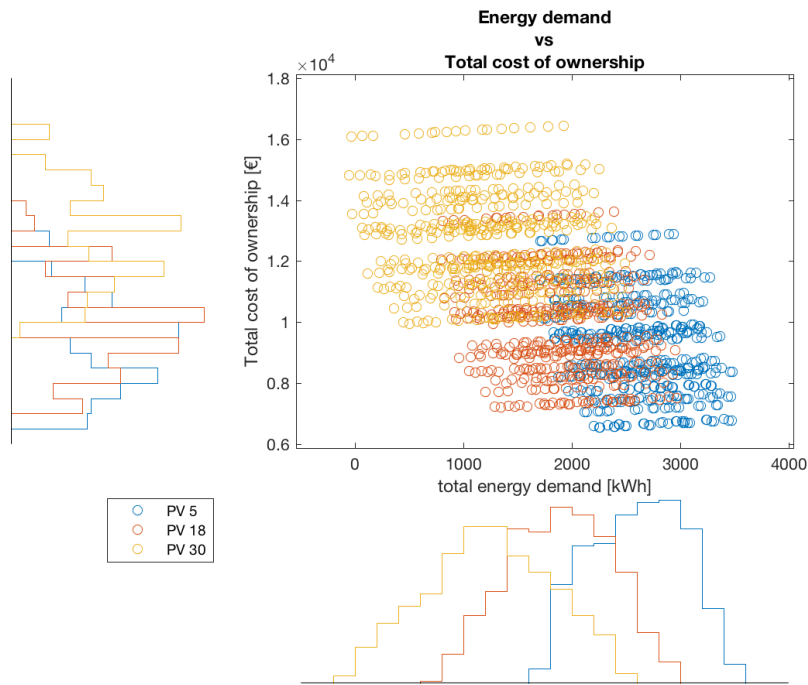 Energy demand
vs
Total cost of ownership
×10⁴
1.8
1.6
1.4
1.2
1
0.8
0.6
Total cost of ownership [€]
0 1000 2000 3000 4000
total energy demand [kWh]
PV 5
PV 18
PV 30